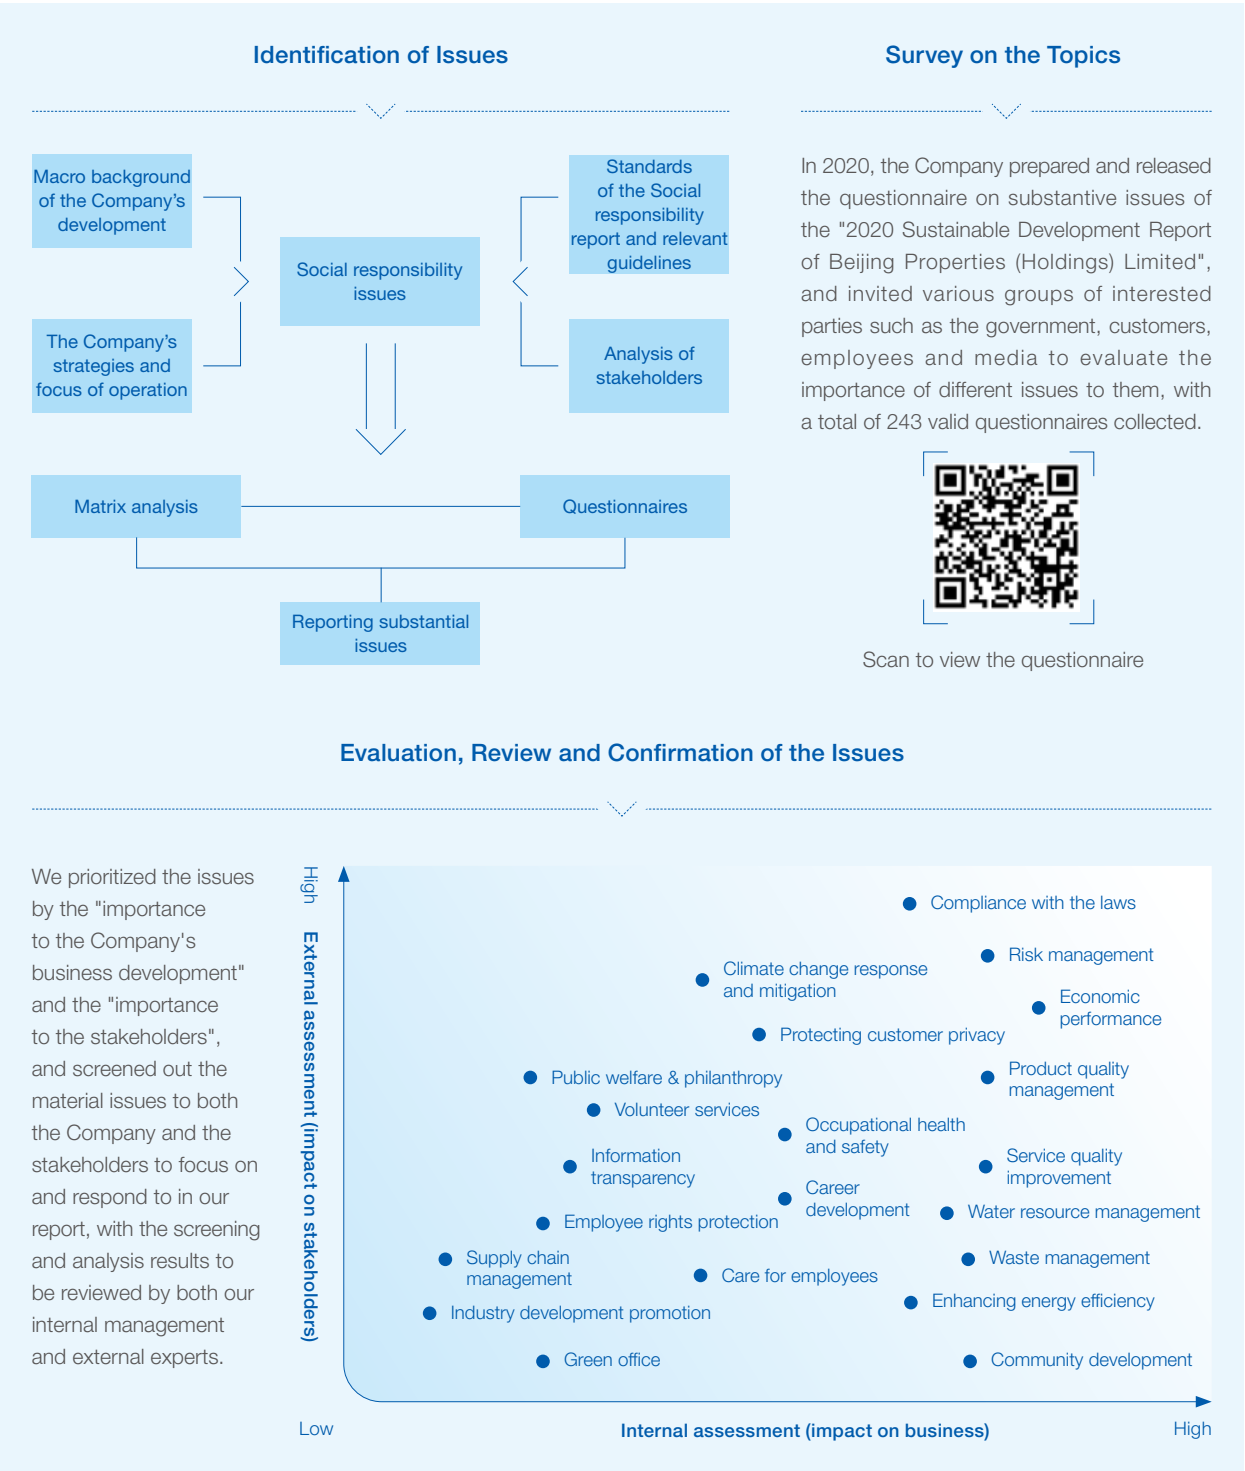 Identification of Issues
Macro background
of the Company's
development
The Company's
strategies and
focus of operation
Social responsibility
issues
Standards
of the Social
responsibility
report and relevant
guidelines
Analysis of
stakeholders
Matrix analysis
Questionnaires
Reporting substantial
issues
Survey on the Topics
In 2020, the Company prepared and released
the questionnaire on substantive issues of
the "2020 Sustainable Development Report
of Beijing Properties (Holdings) Limited",
and invited various groups of interested
parties such as the government, customers,
employees and media to evaluate the
importance of different issues to them, with
a total of 243 valid questionnaires collected.
Scan to view the questionnaire
Evaluation, Review and Confirmation of the Issues
We prioritized the issues
by the "importance
to the Company's
business development"
and the "importance
to the stakeholders",
and screened out the
material issues to both
the Company and the
stakeholders to focus on
and respond to in our
report, with the screening
and analysis results to
be reviewed by both our
internal management
and external experts.
High
External assessment (impact on stakeholders)
Compliance with the laws
Risk management
Climate change response
and mitigation
Economic
performance
Protecting customer privacy
Public welfare & philanthropy
Product quality
management
Volunteer services
Occupational health
and safety
Information
transparency
Service quality
improvement
Career
development
Water resource management
Employee rights protection
Supply chain
management
Waste management
Care for employees
Enhancing energy efficiency
Industry development promotion
Green office
Community development
Low
Internal assessment (impact on business)
High